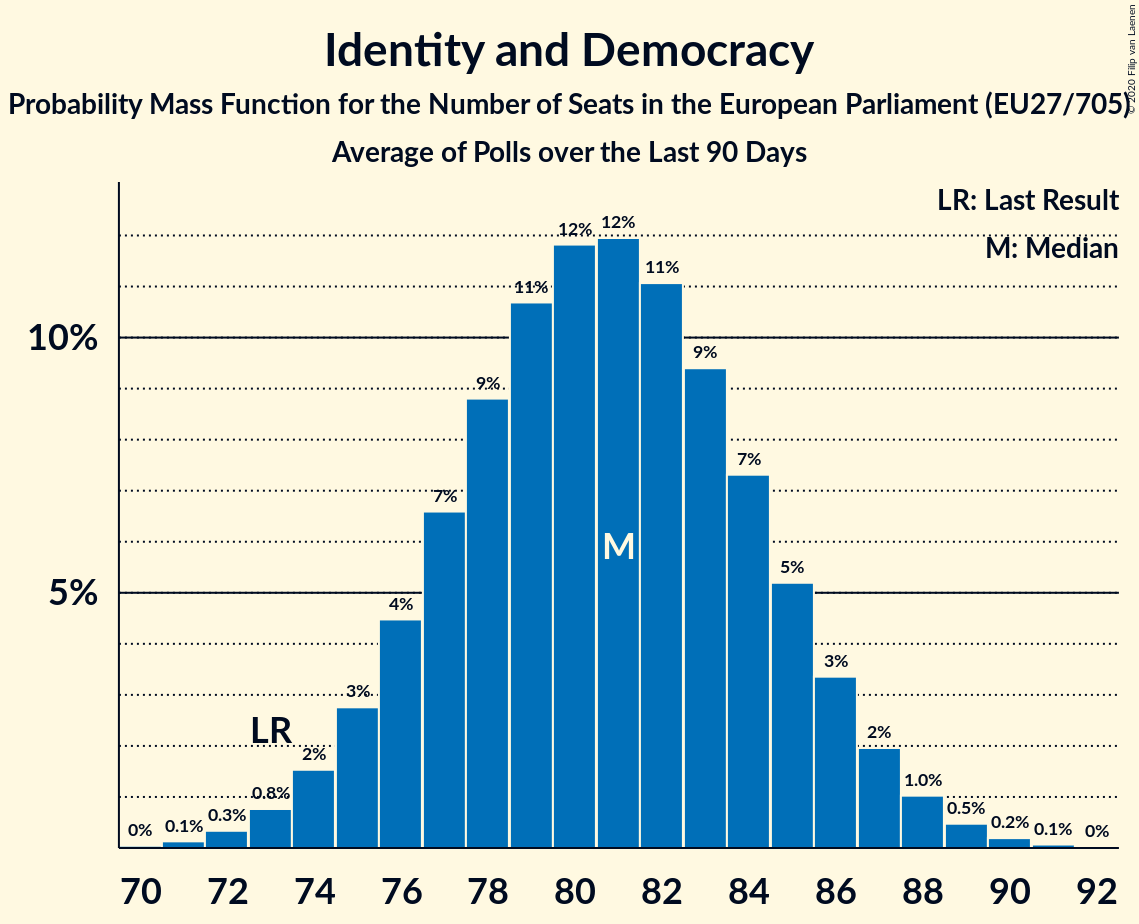 Identity and Democracy
Probability Mass Function for the Number of Seats in the European Parliament (EU27/705)
Average of Polls over the Last 90 Days
© 2020 Filip van Laenen
LR: Last Result
M: Median
10%
5%
0%
0.1%
0.3%
0.8%
2%
3%
4%
7%
9%
11%
12%
12%
11%
9%
7%
5%
3%
2%
1.0%
0.5%
0.2%
0.1%
0%
LR
M
70 72 74 76 78 80 82 84 86 88 90 92